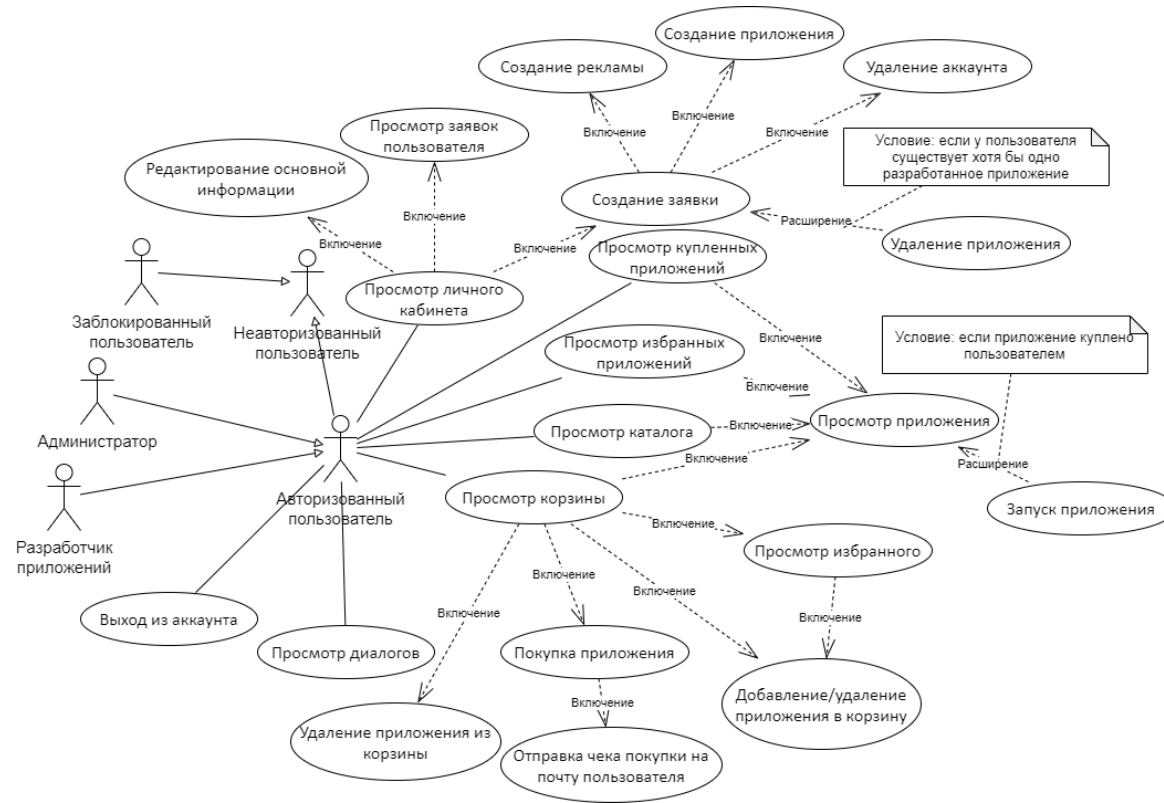 Создание приложения
Создание рекламы
Удаление аккаунта
Включение
Включение
Включение
Просмотр заявок
пользователя
Условие: если у пользователя
существует хотя бы одно
разработанное приложение
Редактирование основной
информации
Создание заявки
Включение
Расширение
Включение
Включение
Просмотр купленных
приложений
Удаление приложения
Просмотр личного
кабинета
Заблокированный
пользователь
Неавторизованный
пользователь
Включение
Условие: если приложение куплено
пользователем
Просмотр избранных
приложений
Включение
Просмотр приложения
Администратор
Просмотр каталога
Включение
Включение
Расширение
Авторизованный
пользователь
Просмотр корзины
Запуск приложения
Включение
Разработчик
приложений
Просмотр избранного
Включение
Включение
Включение
Включение
Выход из аккаунта
Просмотр диалогов
Покупка приложения
Включение
Добавление/удаление
приложения в корзину
Удаление приложения из
корзины
Отправка чека покупки на
почту пользователя